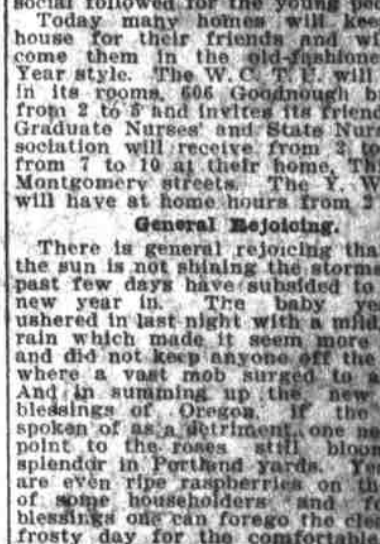 social followed for the young
Today many homes will
house for their friends and
come them in the old-fashione
Year style. The W. C. T. U. will
in its rooms, 606 Goodnough
from 2 to 5 and invites its friend
Graduate Nurses' and State Nur
sociation will receive from 2 to
from 7 to 10 at their home, Th
Montgomery streets. The Y. W
will have at home hours from 2
General Rejoicing.
There is general rejoicing tha
the sun is not shining the storms
past few days have subsided to
new year in. The baby ye
ushered in last night with a mild
rain which made it seem more
and did not keep anyone off the
where a vast mob surged to a
And in summing up the new
blessings of Oregon, if the
spoken of as a detriment, one ne
point to the roses still bloom
splendor in Portland yards. Ye
are even ripe raspberries on th
of some householders and fo
blessings one can forego the cle
frosty day for the comfortable